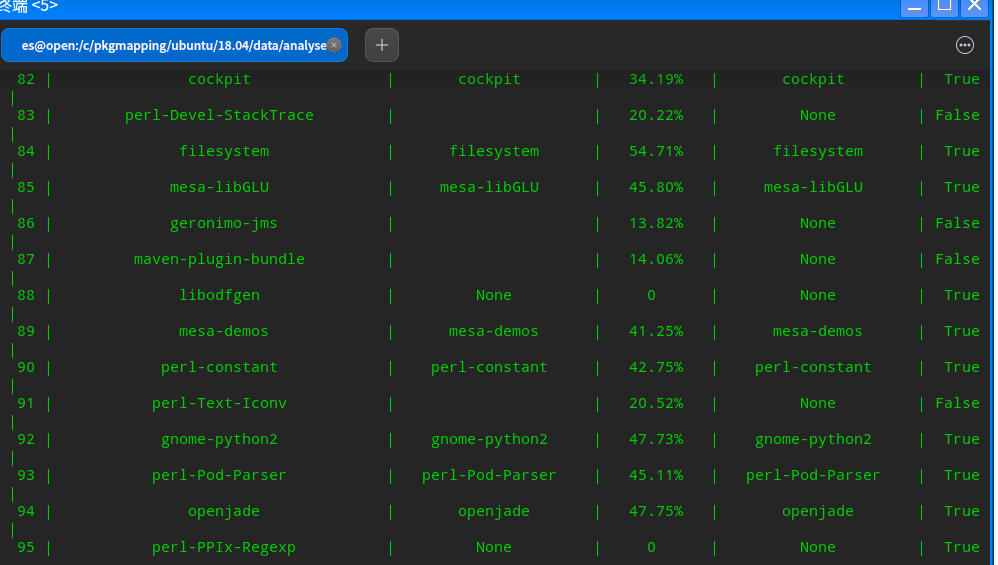 终端 <5>
es@open:/c/pkgmapping/ubuntu/18.04/data/analyse
82 | cockpit | cockpit | 34.19% | cockpit | True
|
83 | perl-Devel-StackTrace | | 20.22% | None | False
|
84 | filesystem | filesystem | 54.71% | filesystem | True
|
85 | mesa-libGLU | mesa-libGLU | 45.80% | mesa-libGLU | True
|
86 | geronimo-jms | | 13.82% | None | False
|
87 | maven-plugin-bundle | | 14.06% | None | False
|
88 | libodfgen | None | 0 | None | True
|
89 | mesa-demos | mesa-demos | 41.25% | mesa-demos | True
|
90 | perl-constant | perl-constant | 42.75% | perl-constant | True
|
91 | perl-Text-Iconv | | 20.52% | None | False
|
92 | gnome-python2 | gnome-python2 | 47.73% | gnome-python2 | True
|
93 | perl-Pod-Parser | perl-Pod-Parser | 45.11% | perl-Pod-Parser | True
|
94 | openjade | openjade | 47.75% | openjade | True
|
95 | perl-PPIx-Regexp | None | 0 | None | True